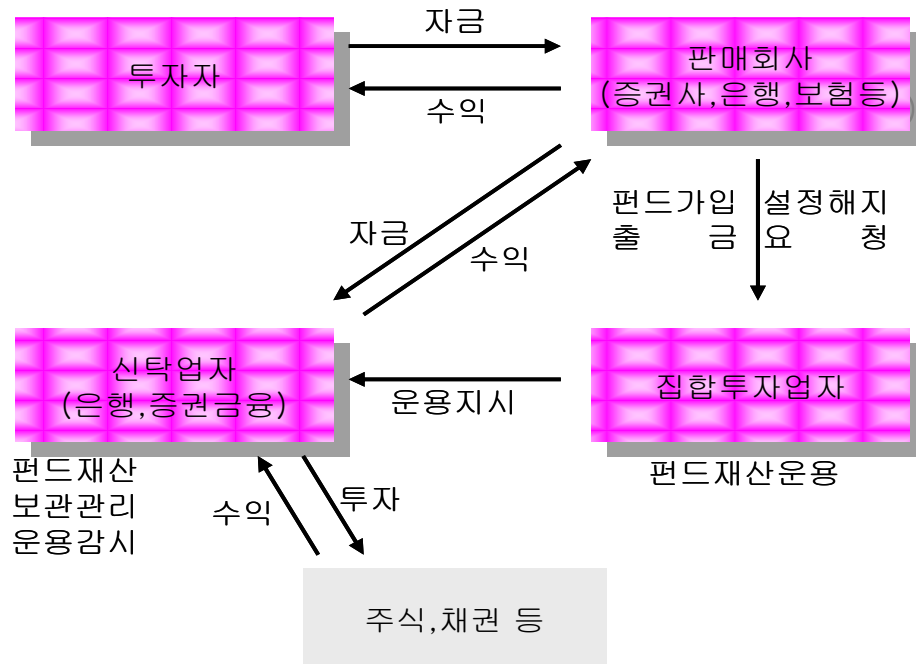 자금
투자자
판매회사
(증권사,은행,보험등)
수익
펀드가입 설정해지
출 금 요 청
자금
수익
신탁업자
(은행,증권금융)
운용지시
집합투자업자
펀드재산
보관관리
운용감시
펀드재산운용
수익
투자
주식,채권 등